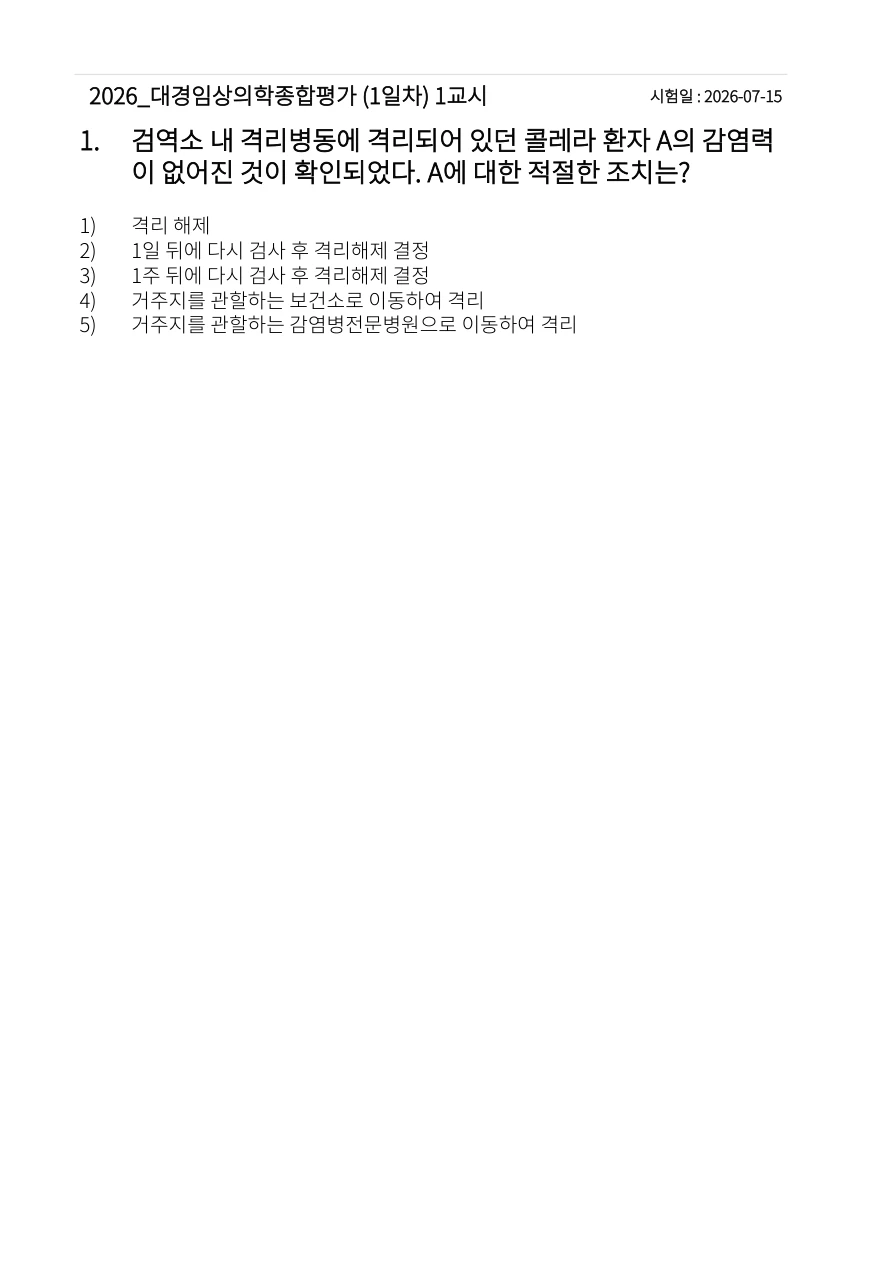 2026_대경임상의학종합평가 (1일차) 1교시 시험일 : 2026-07-15
1. 검역소 내 격리병동에 격리되어 있던 콜레라 환자 A의 감염력
이 없어진 것이 확인되었다. A에 대한 적절한 조치는?
1) 격리 해제
2) 1일 뒤에 다시 검사 후 격리해제 결정
3) 1주 뒤에 다시 검사 후 격리해제 결정
4) 거주지를 관할하는 보건소로 이동하여 격리
5) 거주지를 관할하는 감염병전문병원으로 이동하여 격리